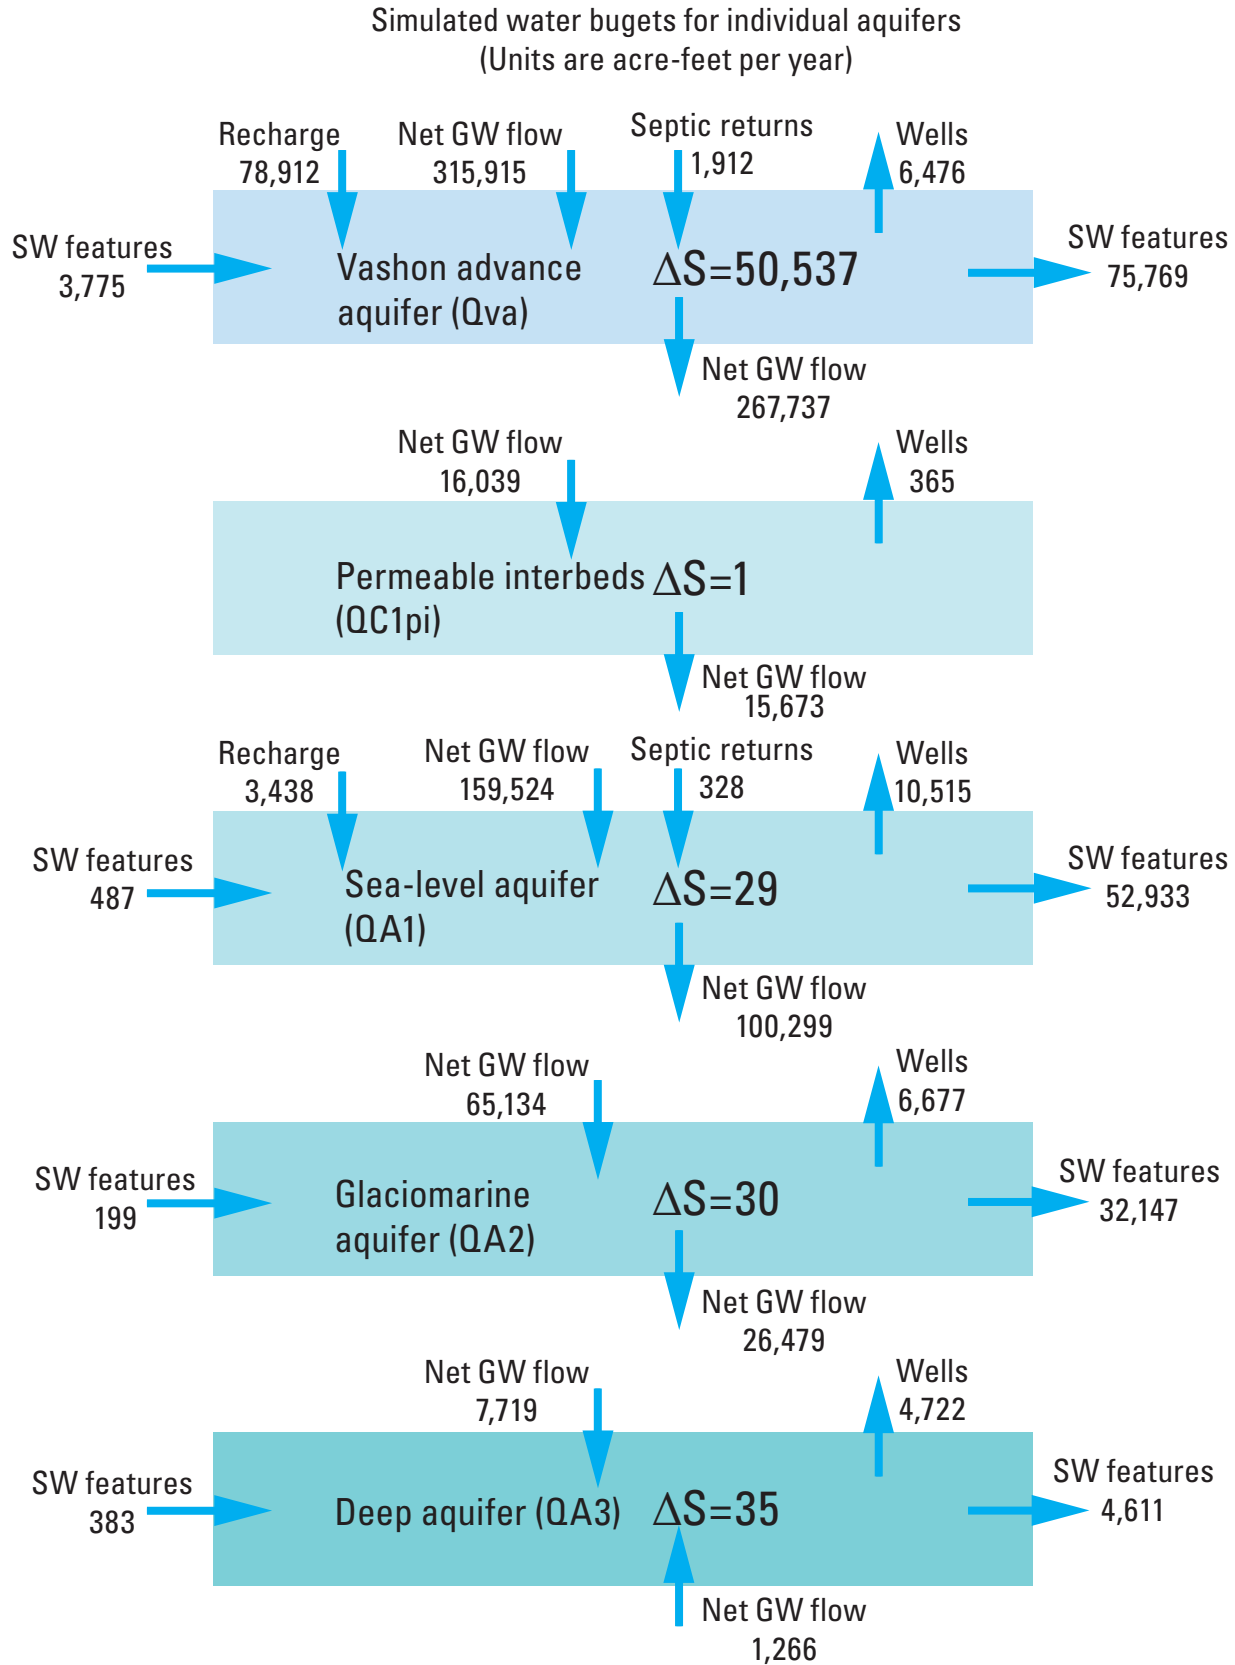 Simulated water bugets for individual aquifers
(Units are acre-feet per year)
Recharge
78,912
Net GW flow
315,915
Septic returns
1,912
Wells
6,476
SW features
3,775
Vashon advance
aquifer (Qva)
ΔS=50,537
SW features
75,769
Net GW flow
267,737
Net GW flow
16,039
Wells
365
Permeable interbeds
(QC1pi)
ΔS=1
Net GW flow
15,673
Recharge
3,438
Net GW flow
159,524
Septic returns
328
Wells
10,515
SW features
487
Sea-level aquifer
(QA1)
ΔS=29
SW features
52,933
Net GW flow
100,299
Net GW flow
65,134
Wells
6,677
SW features
199
Glaciomarine
aquifer (QA2)
ΔS=30
SW features
32,147
Net GW flow
26,479
Net GW flow
7,719
Wells
4,722
SW features
383
Deep aquifer (QA3)
ΔS=35
SW features
4,611
Net GW flow
1,266